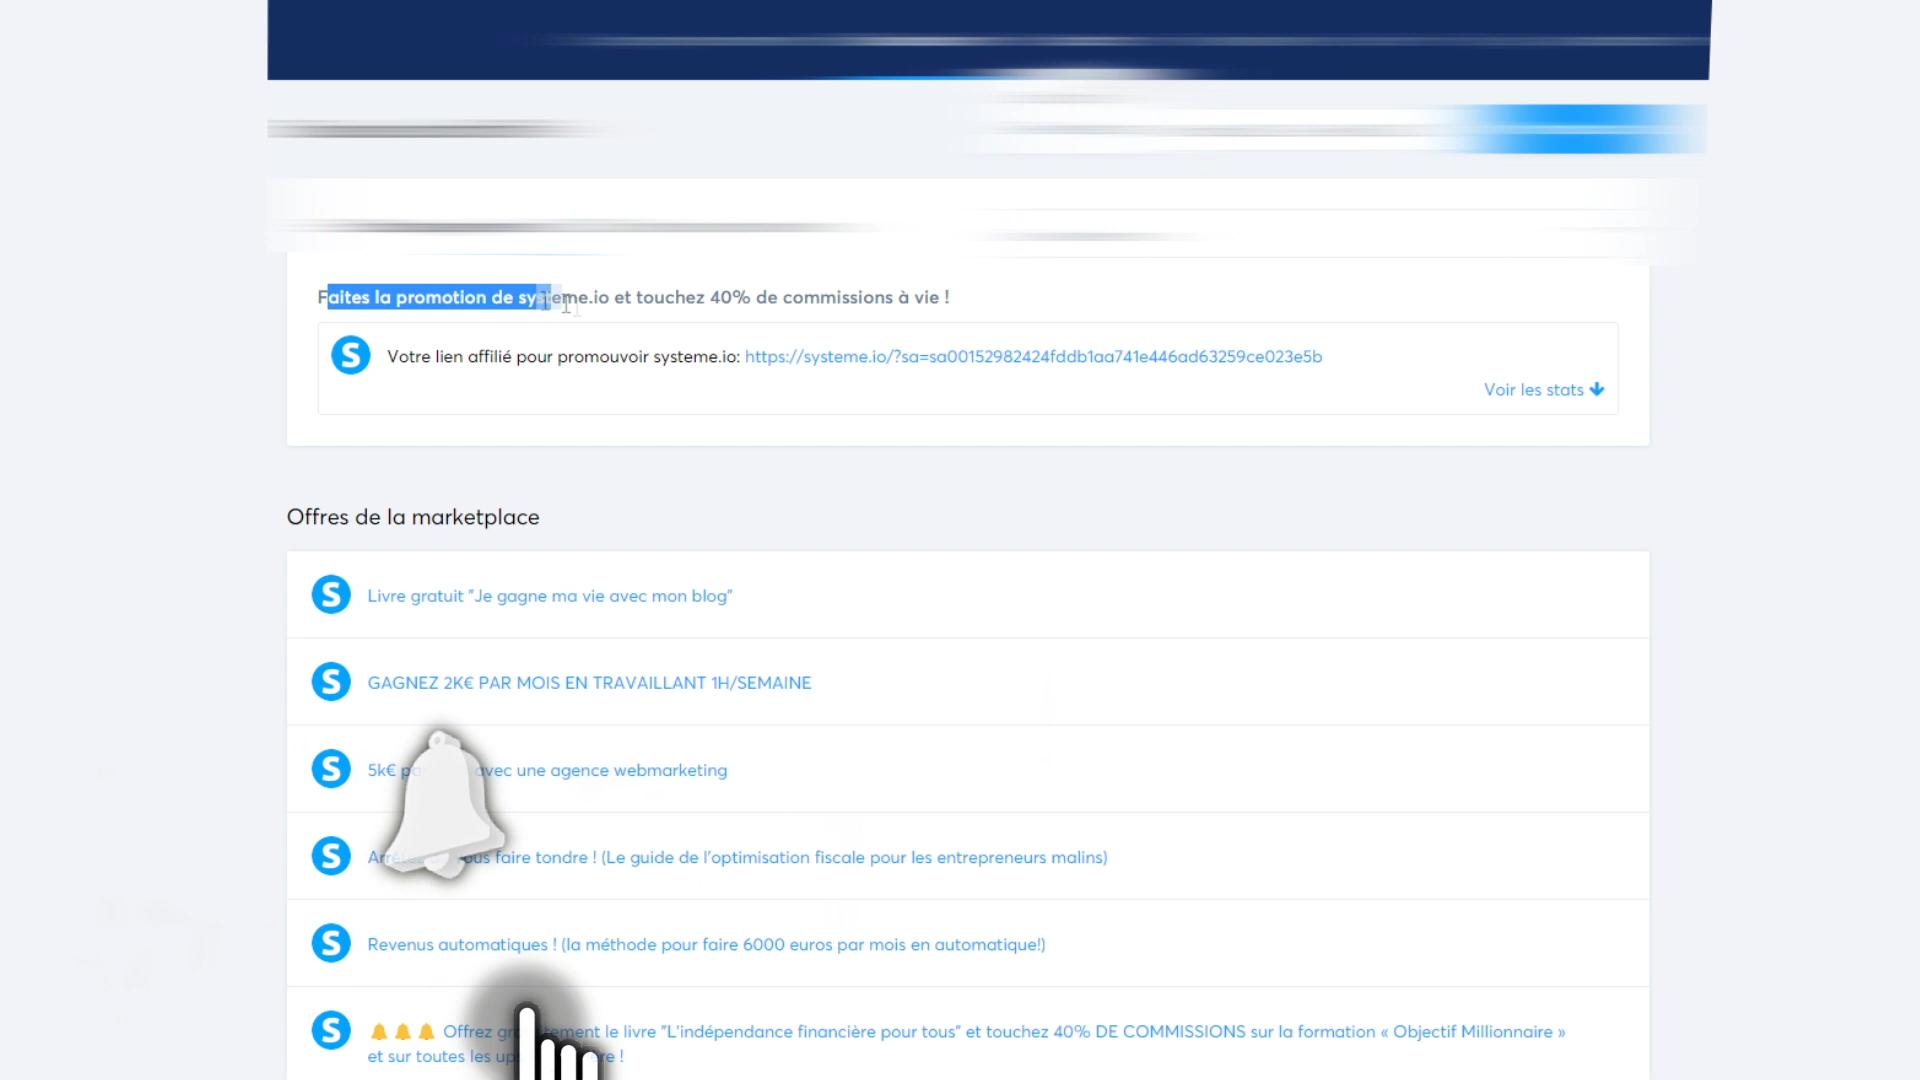 Faites la promotion de systeme.io et touchez 40% de commissions à vie !
S Votre lien affilié pour promouvoir systeme.io: https://systeme.io/?sa=sa00152982424fddb1aa741e446ad63259ce023e5b
Voir les stats
Offres de la marketplace
S Livre gratuit "Je gagne ma vie avec mon blog"
S GAGNEZ 2K€ PAR MOIS EN TRAVAILLANT 1H/SEMAINE
S 5k€ avec une agence webmarketing
S faire tondre ! (Le guide de l'optimisation fiscale pour les entrepreneurs malins)
S Revenus automatiques ! (la méthode pour faire 6000 euros par mois en automatique!)
S Offrez le livre "L'indépendance financière pour tous" et touchez 40% DE COMMISSIONS sur la formation « Objectif Millionnaire »
et sur toutes les !